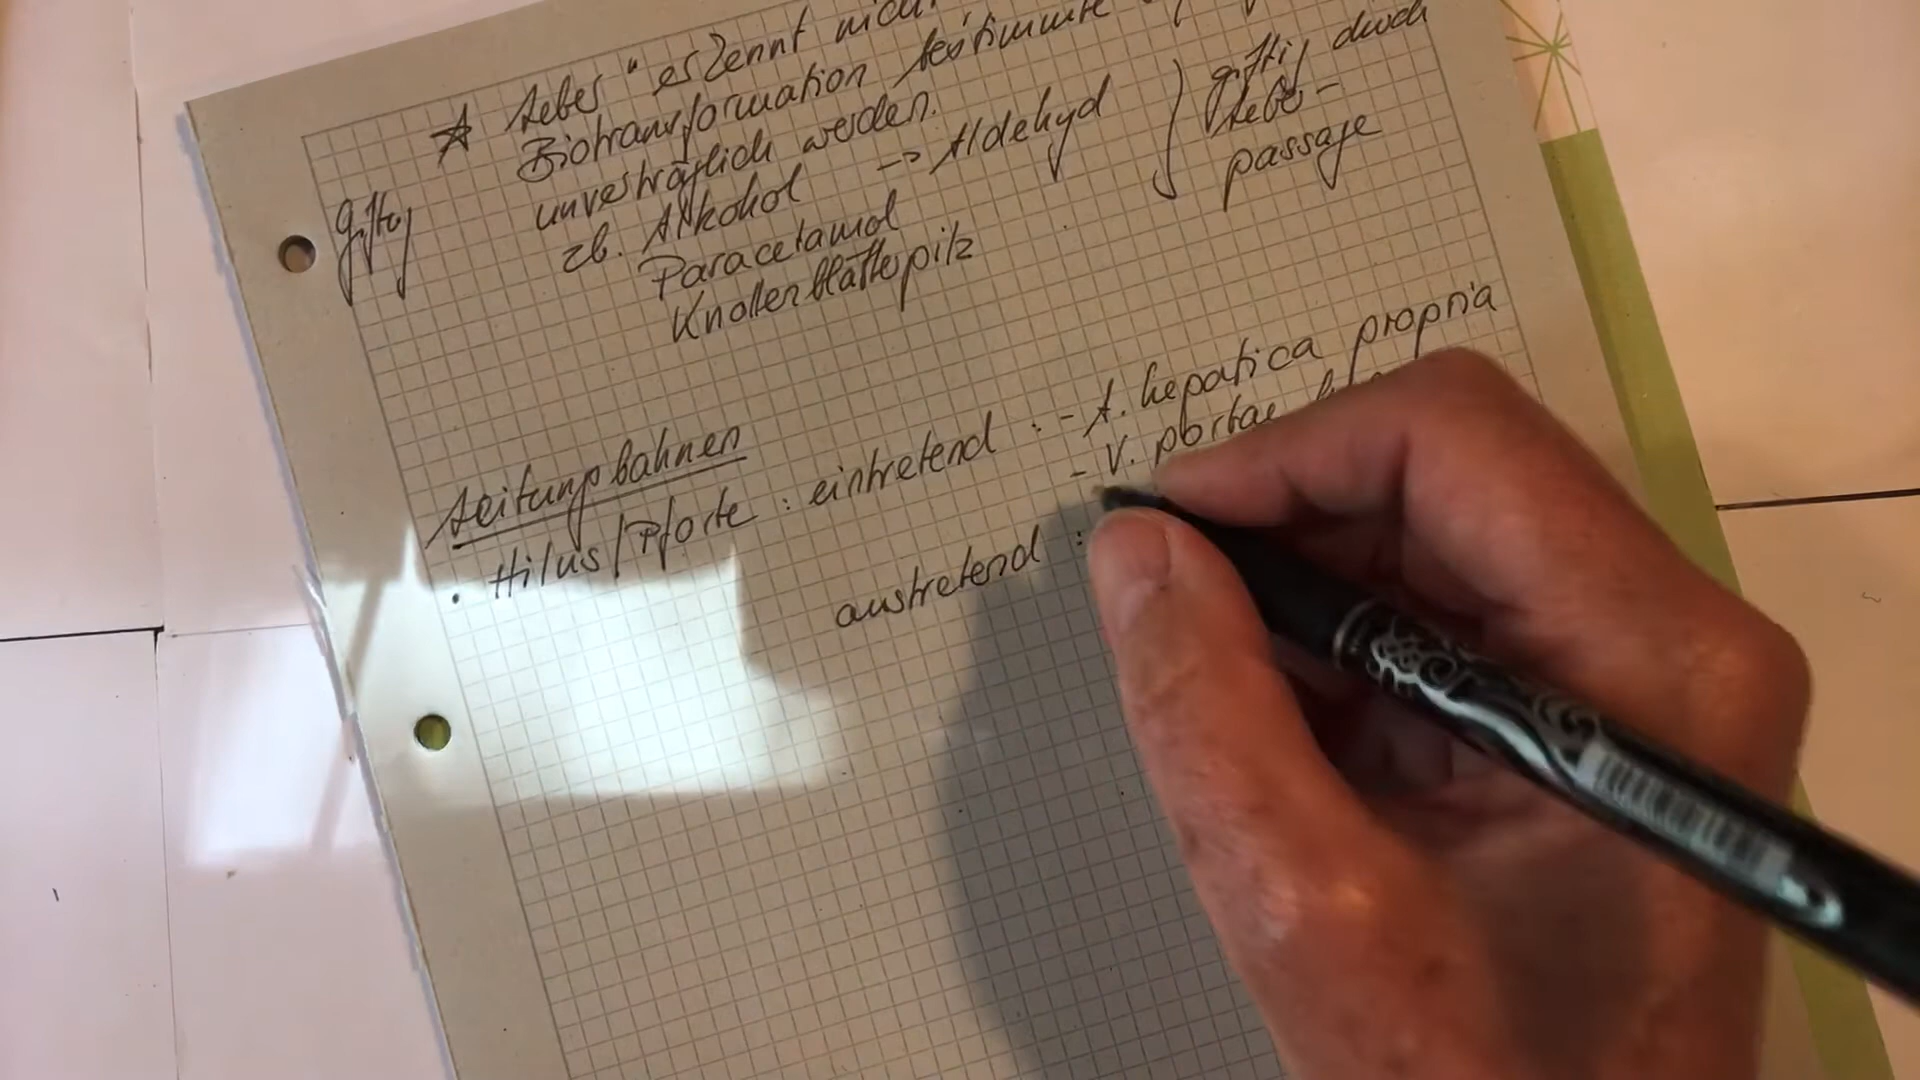 * Leber "erkennt" nicht
Biotransformation bestimmte
unverträglich werden.
giftig
zb. Alkohol -> Aldehyd
Paracetamol
Knollenblätterpilz
giftig durch
Leber-
passage
Leitungsbahnen
• Hilus/Pforte : eintretend : - A. hepatica propria
- V. portae
austretend :